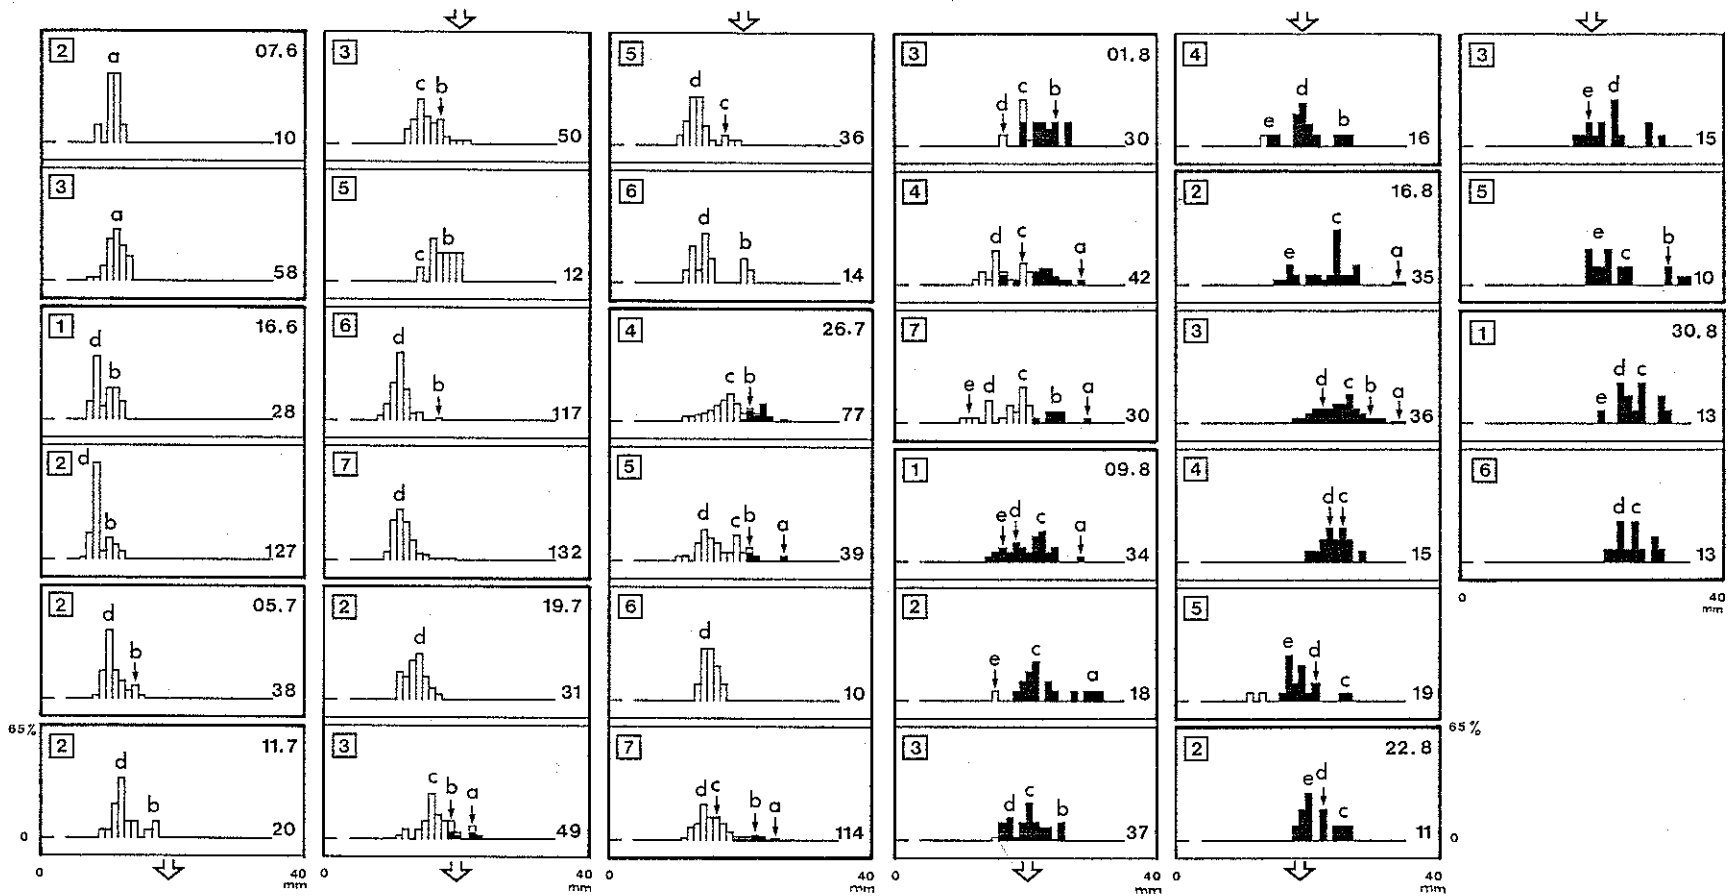 2 07.6
a
10
3
a
58
1 16.6
d
b
28
2
d
b
127
2 05.7
d
b
38
65%
2 11.7
d
b
0 20
0 40
mm
3
c b
50
5
c b
12
6
d
b
117
7
d
132
2 19.7
d
31
3
c b a
49
0 40
mm
5
d
c
36
6
d
b
14
4 26.7
c b
77
5
d c b a
39
6
d
10
7
d c b a
114
0 40
mm
3 01.8
d c b
30
4
d c a
42
7
e d c b a
30
1 09.8
e d c a
34
2
e c a
18
3
d c b
37
0 40
mm
4
e d b
16
2 16.8
e c a
35
3
d c b a
36
4
d c
15
5
e d c
19
65%
2 22.8
e d c
11 0
0 40
mm
3
e d
15
5
e c b
10
1 30.8
e d c
13
6
d c
13
0 40
mm